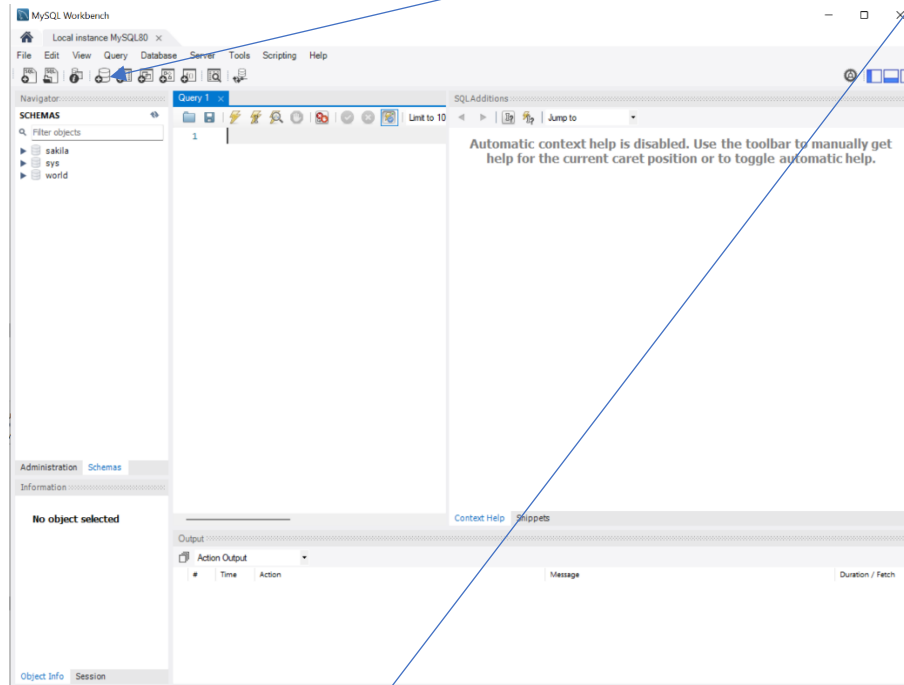 MySQL Workbench
Local instance MySQL80
File Edit View Query Database Server Tools Scripting Help
Navigator
SCHEMAS
Filter objects
sakila
sys
world
Administration Schemas
Information
No object selected
Object Info Session
Query 1
Limit to 10
1
SQLAdditions
Jump to
Automatic context help is disabled. Use the toolbar to manually get
help for the current caret position or to toggle automatic help.
Context Help Snippets
Output
Action Output
# Time Action Message Duration / Fetch